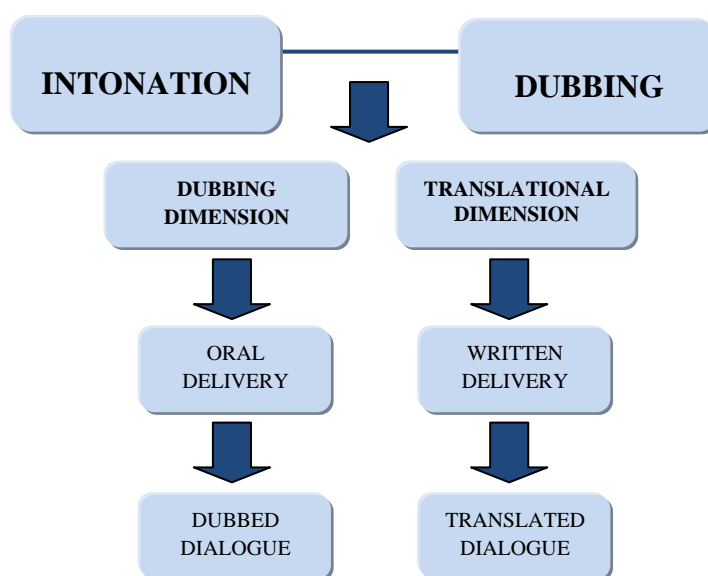 INTONATION
DUBBING
DUBBING
DIMENSION
TRANSLATIONAL
DIMENSION
ORAL
DELIVERY
WRITTEN
DELIVERY
DUBBED
DIALOGUE
TRANSLATED
DIALOGUE